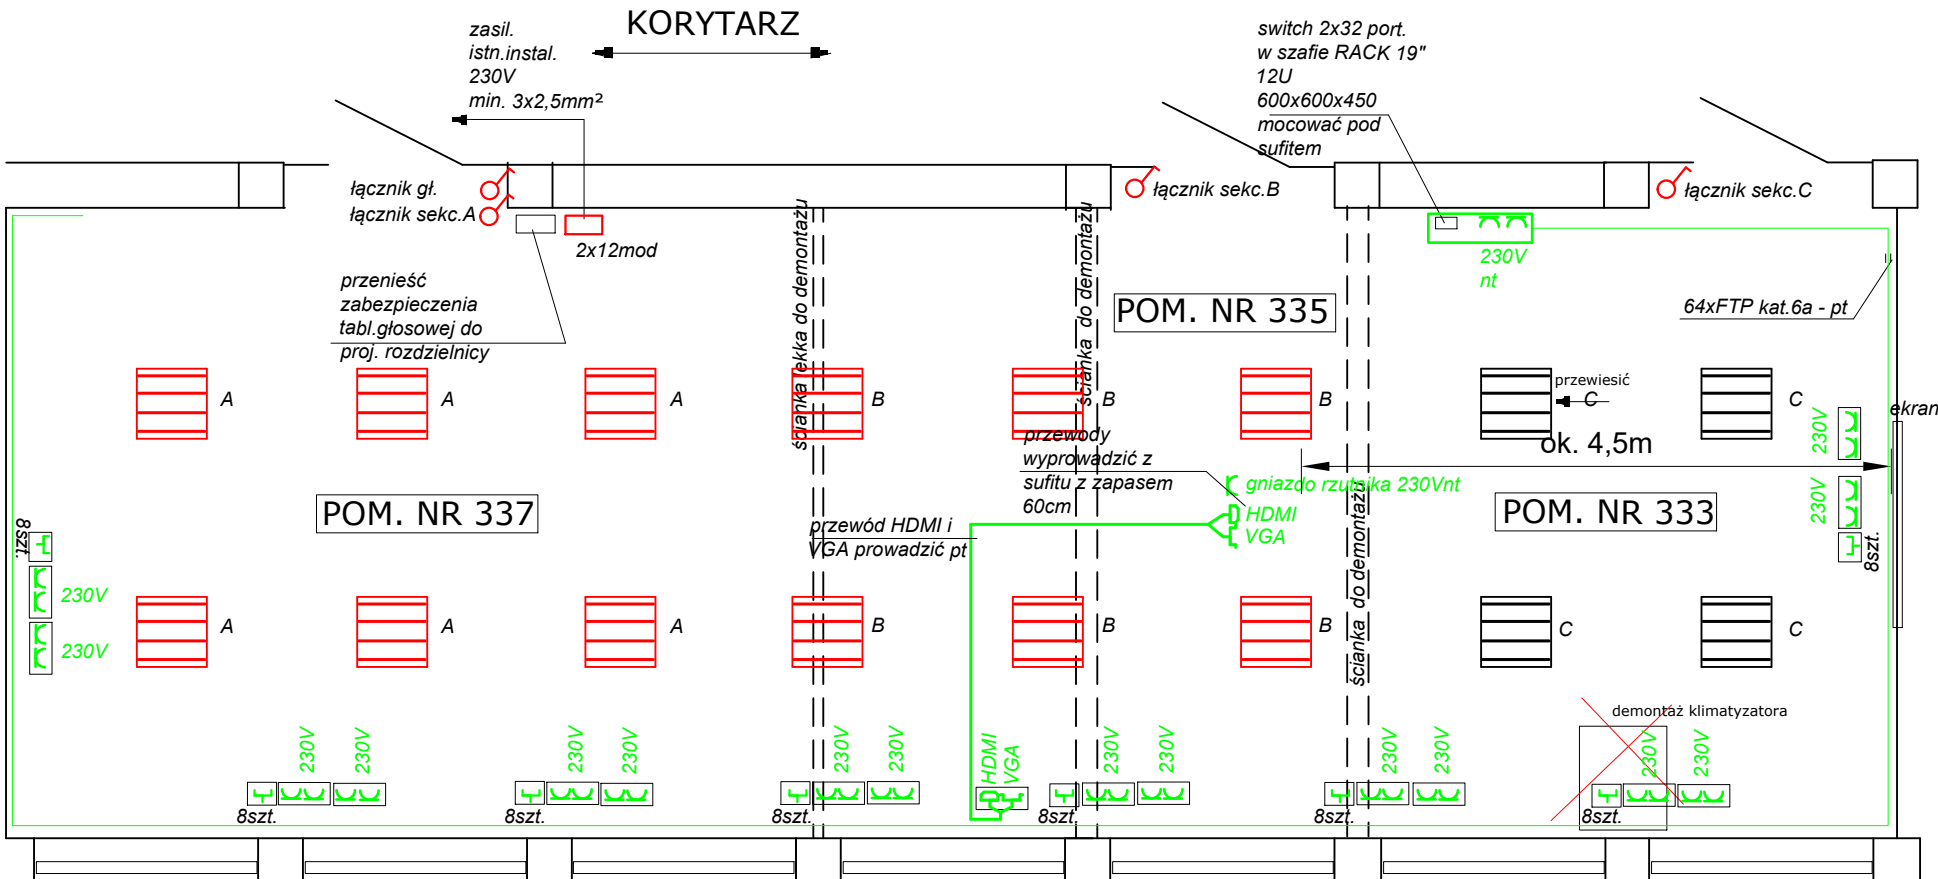 KORYTARZ
zasil.
istn.instal.
230V
min. 3x2,5mm²
switch 2x32 port.
w szafie RACK 19"
12U
600x600x450
mocować pod
sufitem
łącznik gł.
łącznik sekc.A
łącznik sekc.B
łącznik sekc.C
2x12mod
230V
nt
przenieść
zabezpieczenia
tabl.głosowej do
proj. rozdzielnicy
ścianka lekka do demontażu
ścianka do demontażu
POM. NR 335
64xFTP kat.6a - pt
A
A
A
B
B
B
przewiesić
C
C
ekran
230V
ok. 4,5m
przewody
wyprowadzić z
sufitu z zapasem
60cm
gniazdo rzutnika 230Vnt
HDMI
VGA
230V
POM. NR 337
POM. NR 333
przewód HDMI i
VGA prowadzić pt
ścianka do demontażu
8szt.
8szt.
230V
230V
A
A
A
B
B
B
C
C
demontaż klimatyzatora
230V
230V
230V
230V
230V
230V
HDMI
VGA
230V
230V
230V
230V
230V
230V
8szt.
8szt.
8szt.
8szt.
8szt.
8szt.